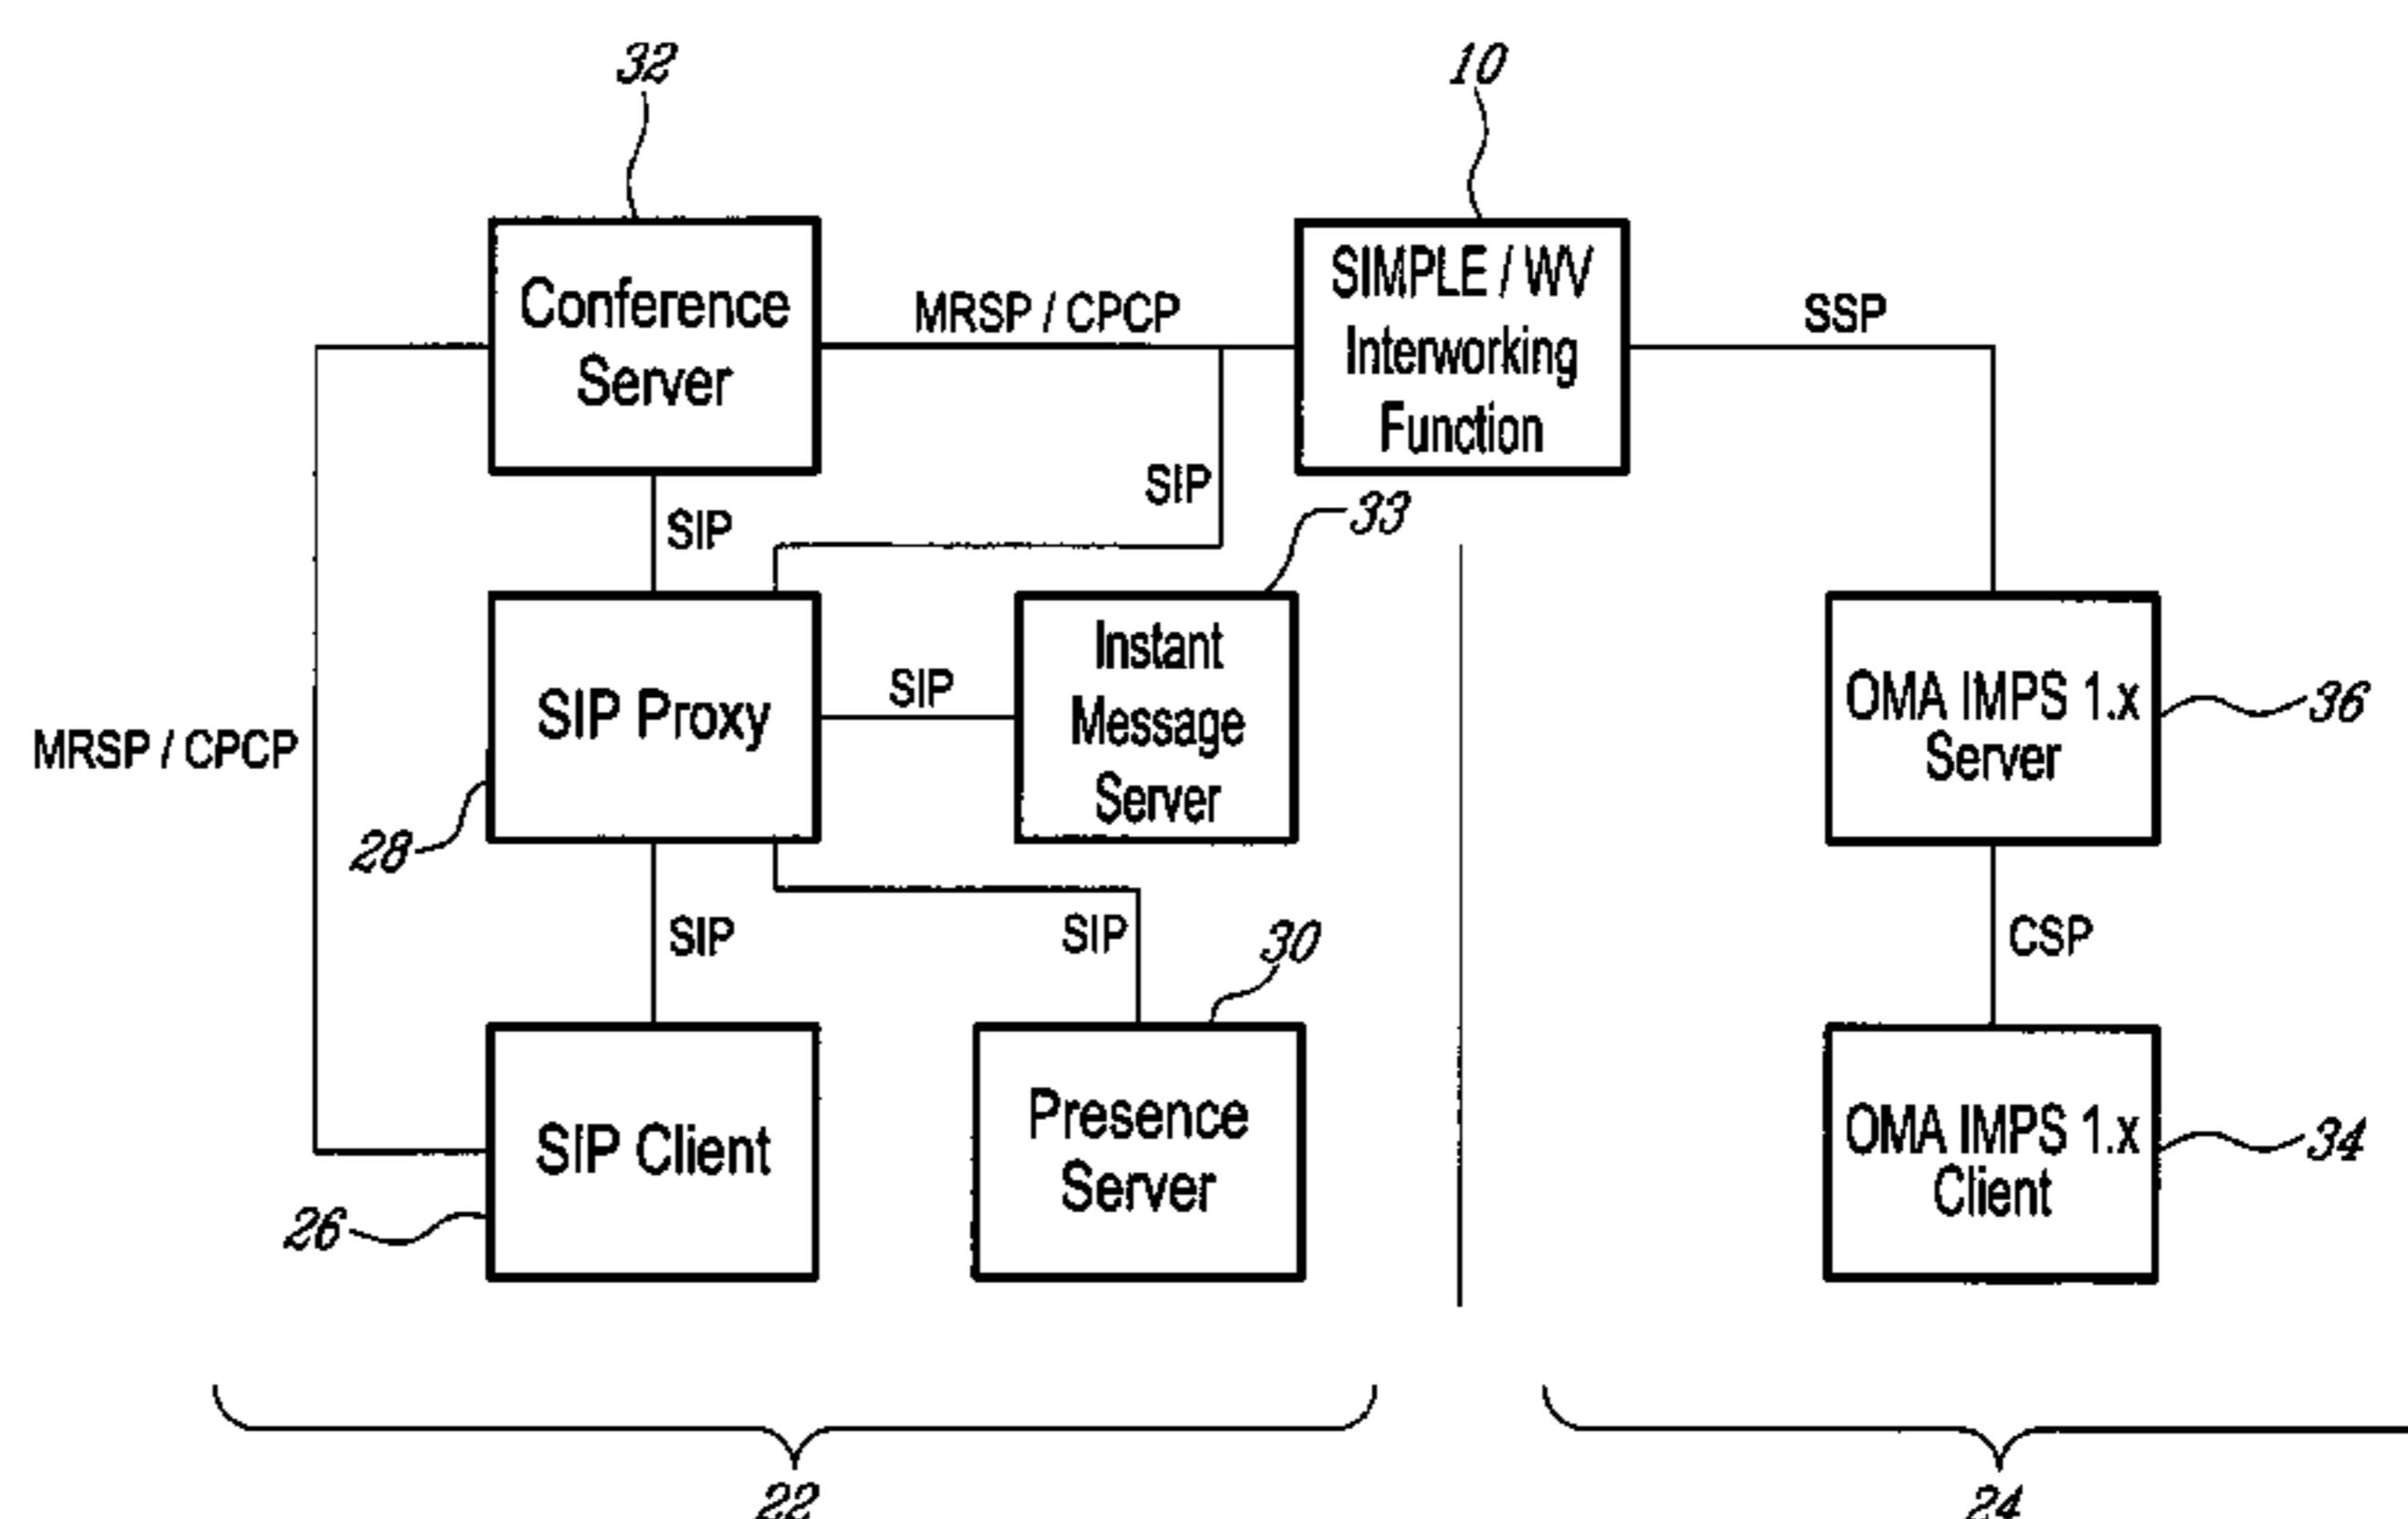 32
10
Conference
Server
MRSP / CPCP
SIMPLE / WV
Interworking
Function
SSP
SIP
SIP
33
MRSP / CPCP
SIP Proxy
28
SIP
Instant
Message
Server
OMA IMPS 1.x
Server
36
SIP
SIP
30
CSP
SIP Client
26
Presence
Server
OMA IMPS 1.x
Client
34
22
24